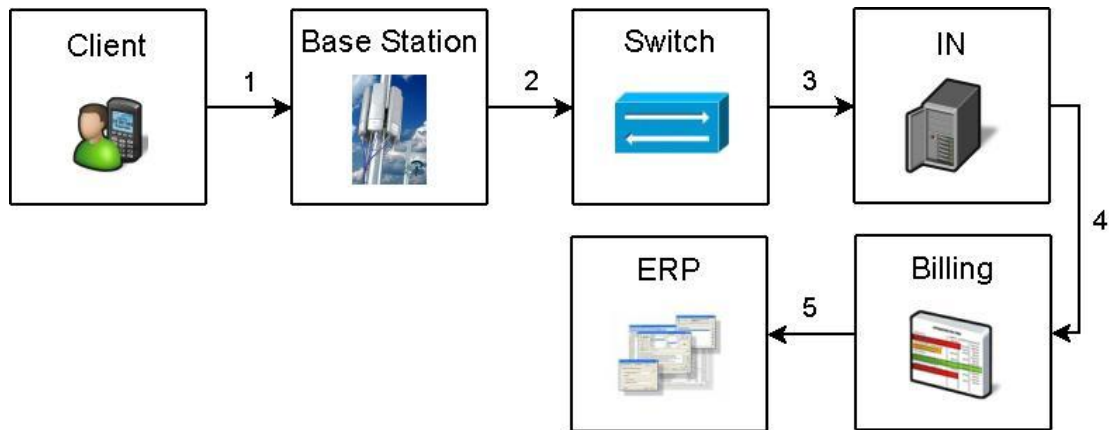 Client
1
Base Station
2
Switch
3
IN
4
ERP
5
Billing